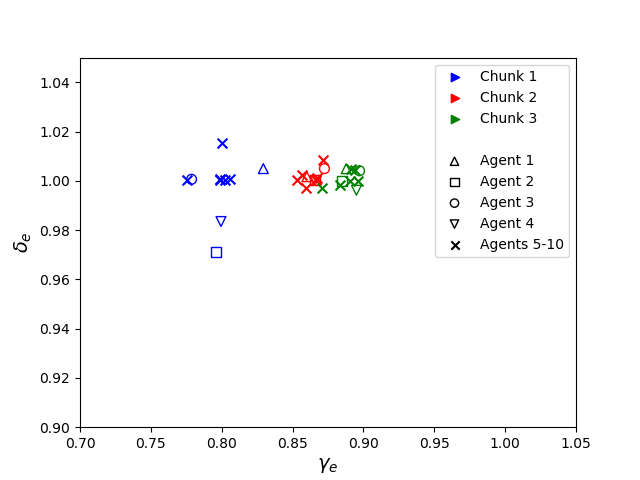 1.04
1.02
1.00
0.98
0.96
0.94
0.92
0.90
δe
0.70 0.75 0.80 0.85 0.90 0.95 1.00 1.05
γe
Chunk 1
Chunk 2
Chunk 3
Agent 1
Agent 2
Agent 3
Agent 4
Agents 5-10